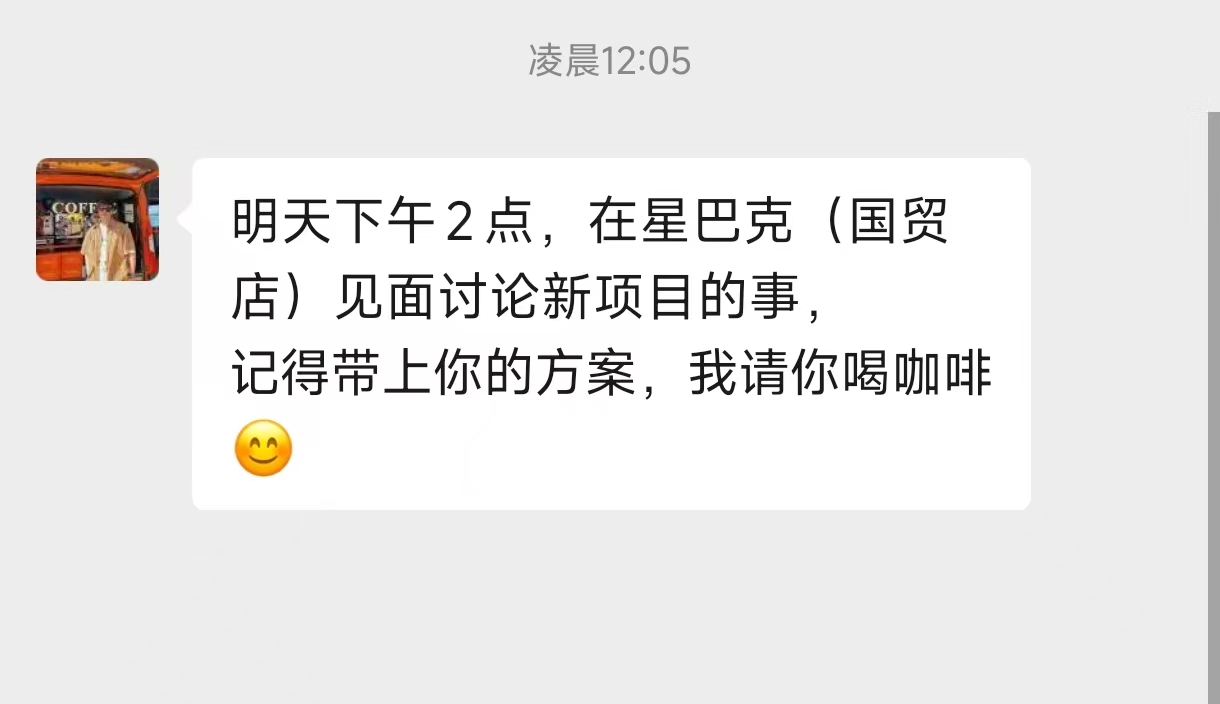 凌晨12:05
COFF
明天下午2点，在星巴克（国贸
店）见面讨论新项目的事，
记得带上你的方案，我请你喝咖啡
😊